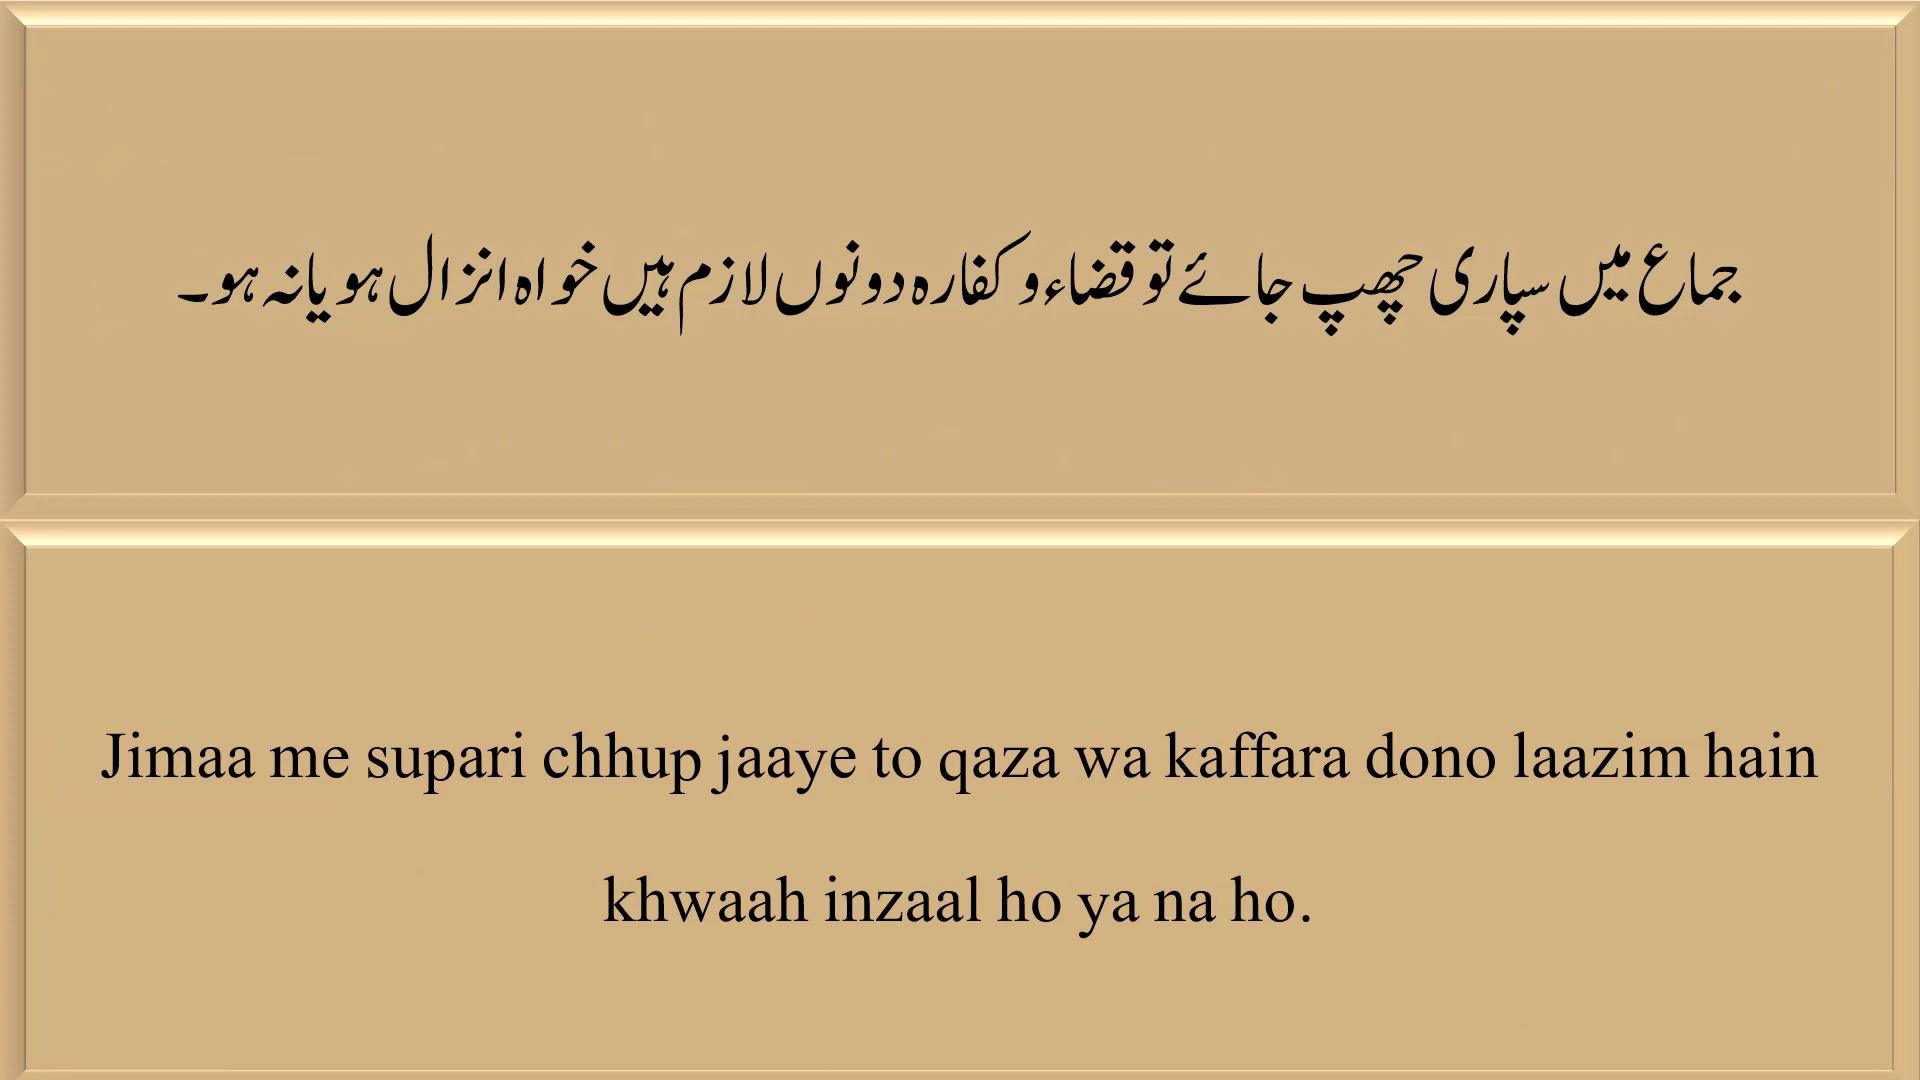 جماع میں سپاری چھپ جائے تو قضاء و کفارہ دونوں لازم ہیں خواہ انزال ہو یا نہ ہو۔
Jimaa me supari chhup jaaye to qaza wa kaffara dono laazim hain
khwaah inzaal ho ya na ho.